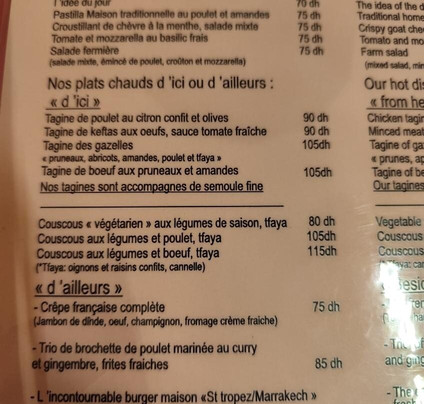 l'idée du jour 70 dh
Pastilla Maison traditionnelle au poulet et amandes 75 dh
Croustillant de chèvre à la menthe, salade mixte 75 dh
Tomate et mozzarella au basilic frais 75 dh
Salade fermière 75 dh
(salade mixte, émincé de poulet, croûton et mozzarella)
Nos plats chauds d 'ici ou d 'ailleurs :
« d 'ici »
Tagine de poulet au citron confit et olives 90 dh
Tagine de keftas aux oeufs, sauce tomate fraîche 90 dh
Tagine des gazelles 105dh
« pruneaux, abricots, amandes, poulet et tfaya »
Tagine de boeuf aux pruneaux et amandes 105dh
Nos tagines sont accompagnes de semoule fine
Couscous « végétarien » aux légumes de saison, tfaya 80 dh
Couscous aux légumes et poulet, tfaya 105dh
Couscous aux légumes et boeuf, tfaya 115dh
(*Tfaya: oignons et raisins confits, cannelle)
« d 'ailleurs »
- Crêpe française complète 75 dh
(Jambon de dinde, oeuf, champignon, fromage crème fraiche)
- Trio de brochette de poulet marinée au curry
et gingembre, frites fraiches 85 dh
- L 'incontournable burger maison «St tropez/Marrakech »
The idea of the d
Traditional home
Crispy goat che
Tomato and mo
Farm salad
(mixed salad, min
Our hot di
« from he
Chicken tagin
Minced meat
Tagine of ga
« prunes, ap
Tagine of be
Our tagines
Vegetable
Couscous
Couscous
and ging
- The